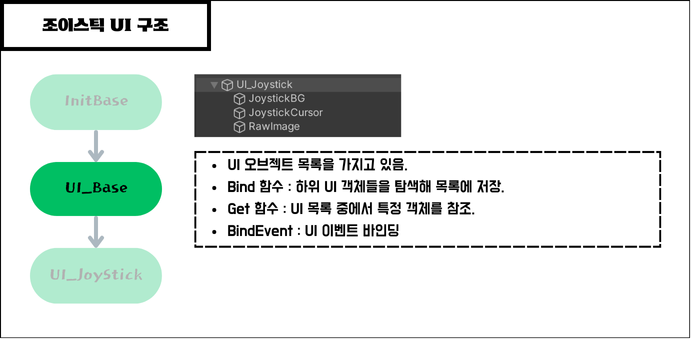 조이스틱 UI 구조
InitBase
UI_Base
UI_JoyStick
UI_Joystick
JoystickBG
JoystickCursor
RawImage
• UI 오브젝트 목록을 가지고 있음.
• Bind 함수 : 하위 UI 객체들을 탐색해 목록에 저장.
• Get 함수 : UI 목록 중에서 특정 객체를 참조.
• BindEvent : UI 이벤트 바인딩